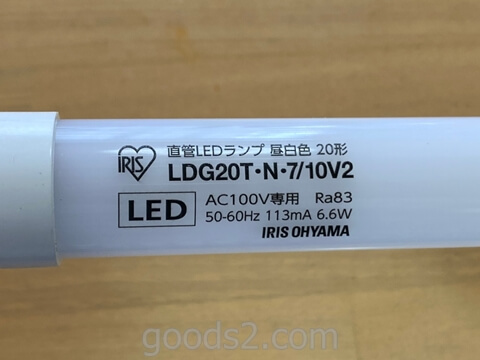 IRIS
直管LEDランプ 昼白色 20形
LDG20T・N・7/10V2
LED
AC100V専用 Ra83
50-60Hz 113mA 6.6W
IRIS OHYAMA
goods2.com